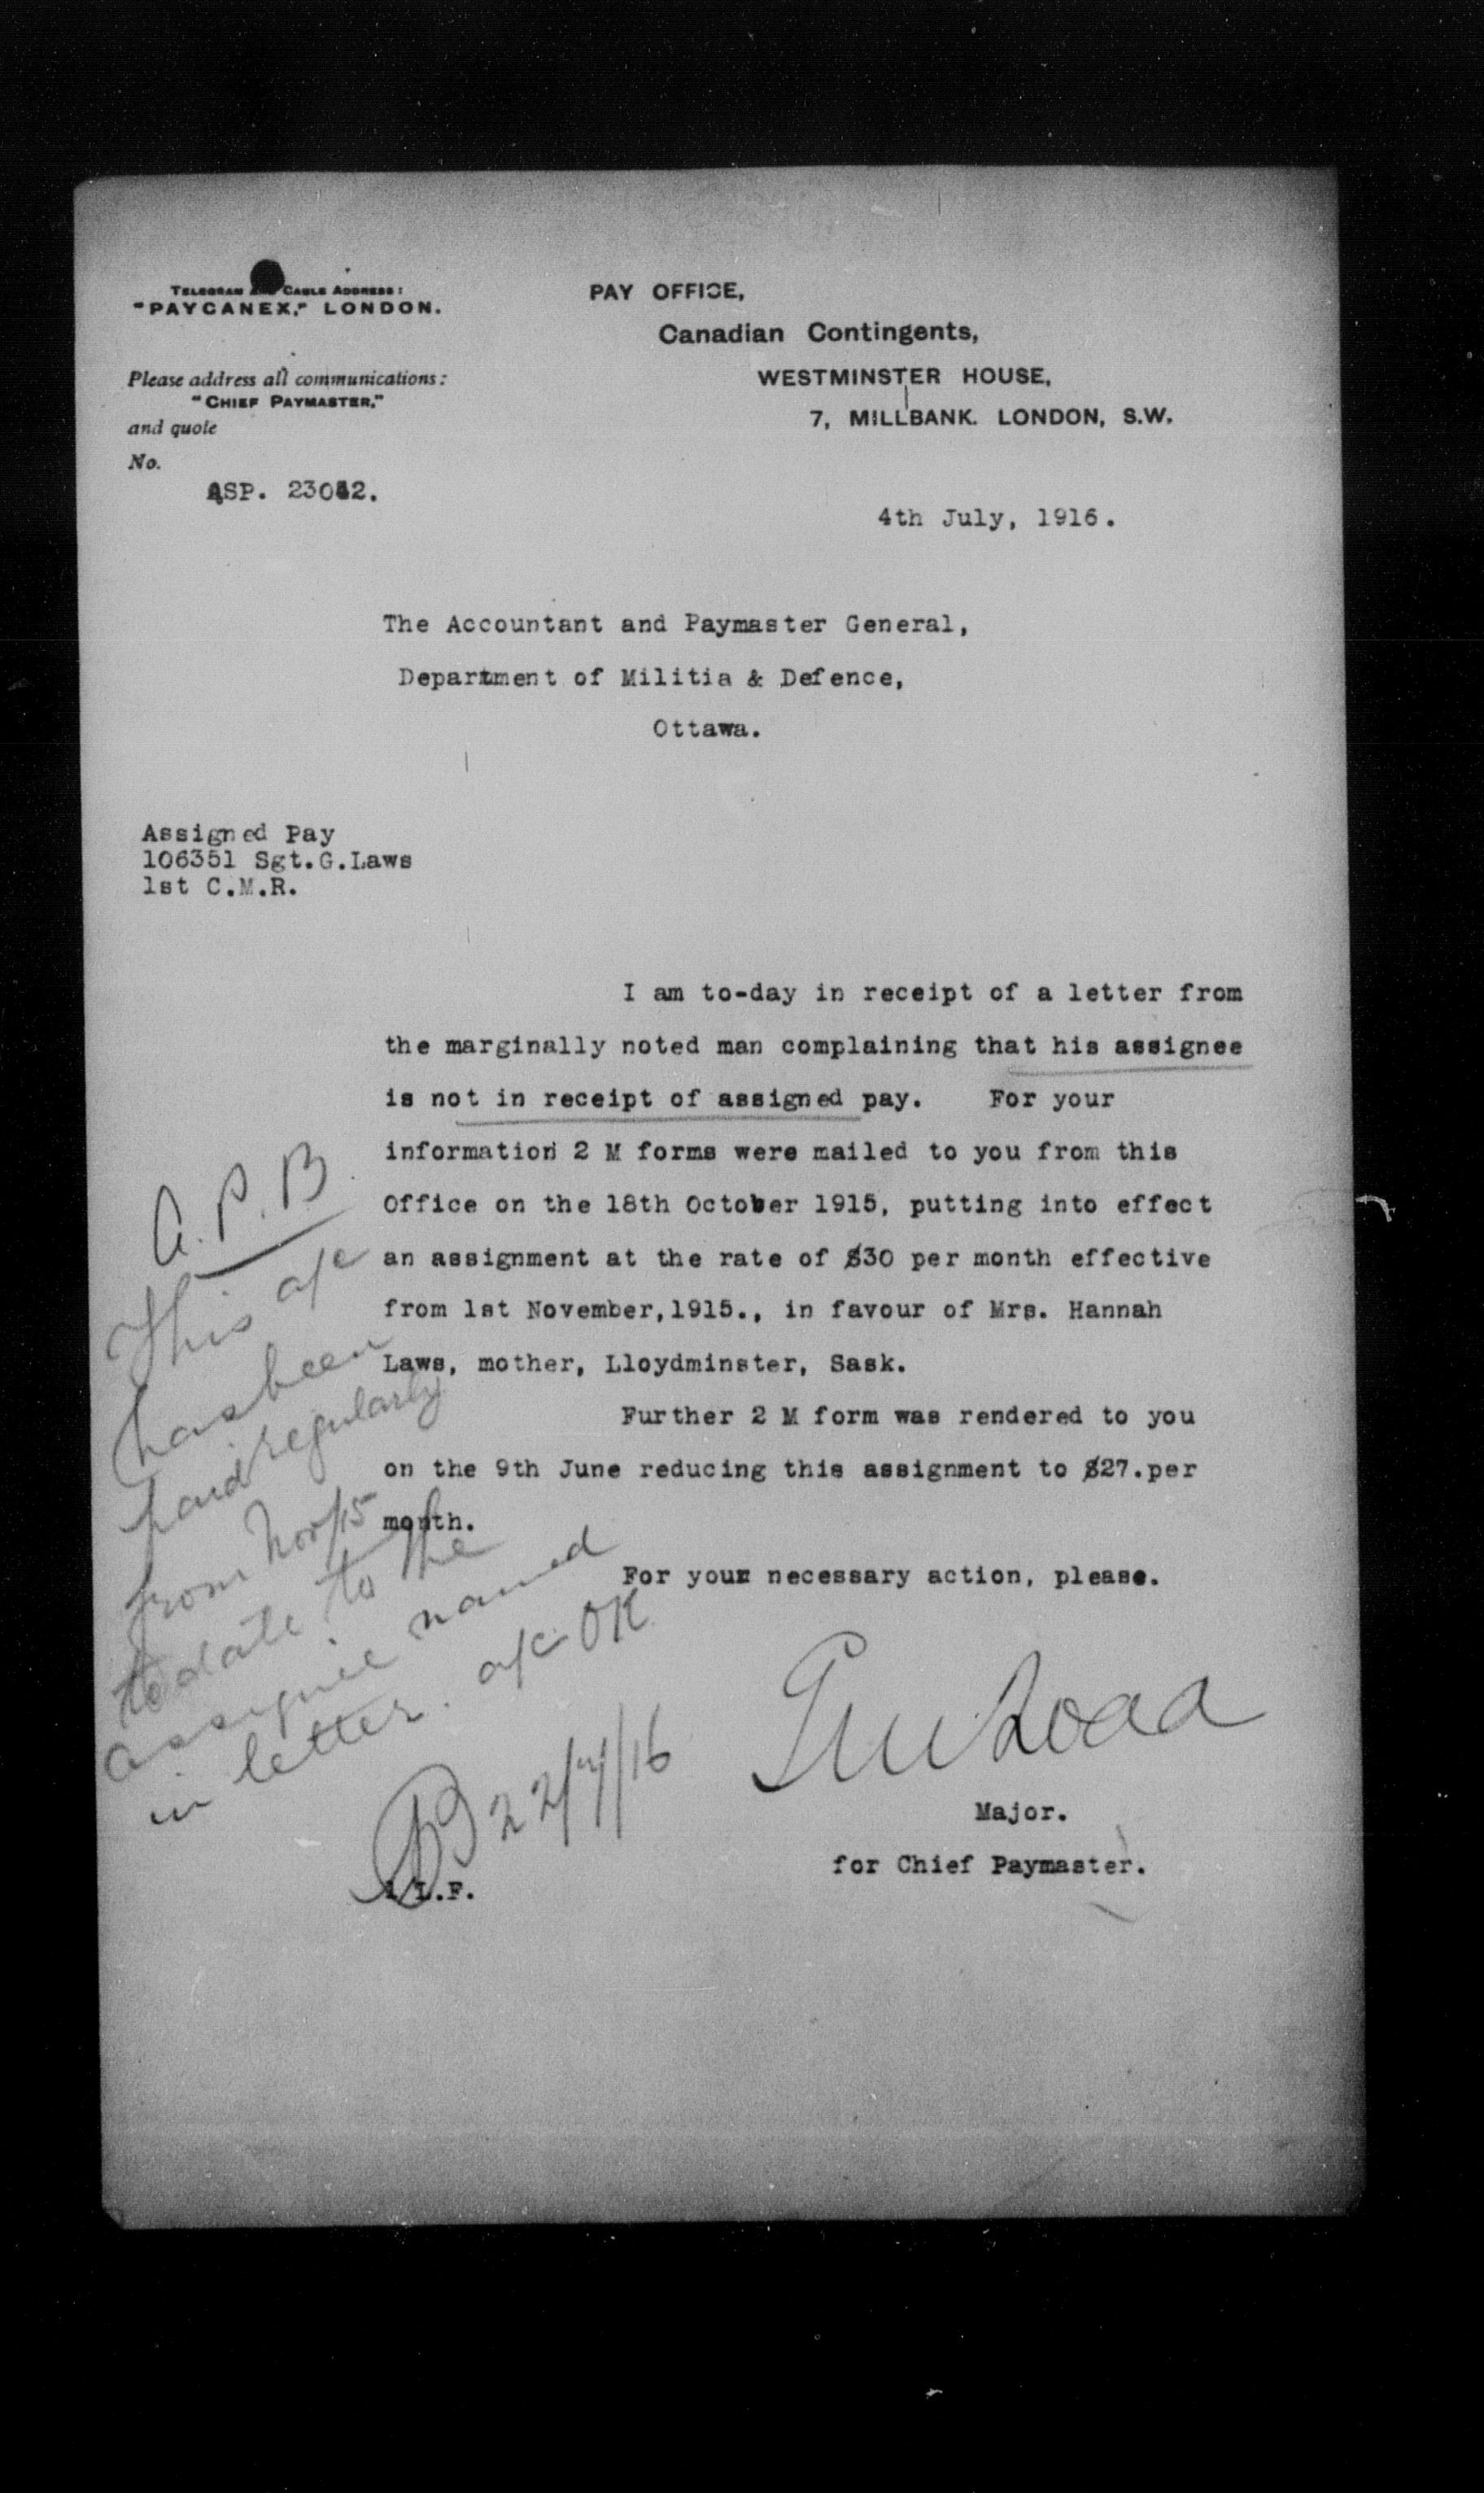 TELEGRAM AND CABLE ADDRESS:
"PAYCANEX," LONDON.
PAY OFFICE,
Canadian Contingents,
WESTMINSTER HOUSE,
7, MILLBANK. LONDON, S.W.
Please address all communications:
"CHIEF PAYMASTER,"
and quote
No.
ASP. 23042.
4th July, 1916.
The Accountant and Paymaster General,
Department of Militia & Defence,
Ottawa.
Assigned Pay
106351 Sgt.G.Laws
1st C.M.R.
I am to-day in receipt of a letter from
the marginally noted man complaining that his assignee
is not in receipt of assigned pay. For your
information 2 M forms were mailed to you from this
Office on the 18th October 1915, putting into effect
an assignment at the rate of $30 per month effective
from 1st November,1915., in favour of Mrs. Hannah
Laws, mother, Lloydminster, Sask.
Further 2 M form was rendered to you
on the 9th June reducing this assignment to $27.per
month.
For your necessary action, please.
A.P.B.
This a/c
has been
paid regularly
from Nov/15
to date to the
assignee named
in letter. a/c OK
22/7/16
Major.
for Chief Paymaster.
L.F.